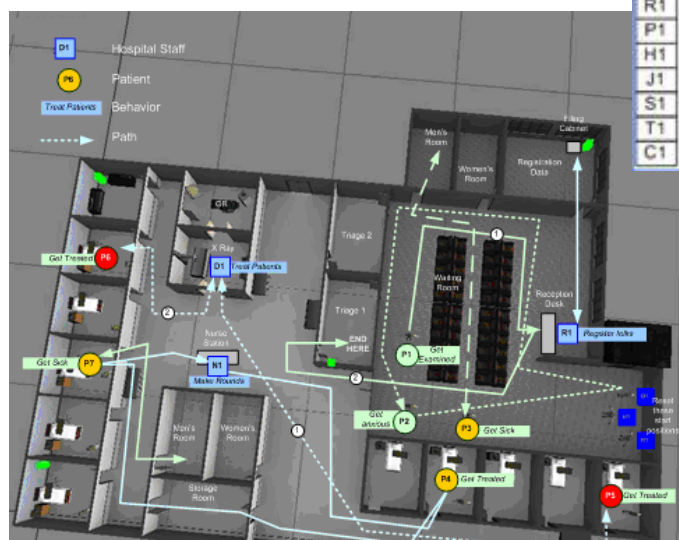 R1
P1
H1
J1
S1
T1
C1
D1 Hospital Staff
P6 Patient
Treat Patients Behavior
Path
Men's
Room
Women's
Room
Filing
Cabinet
Registration
Data
GR
X Ray
D1 Treat Patients
Triage 2
Triage 1
Get Treated P6
2
1
Waiting
Room
Reception
Desk
R1 Register folks
Nurse
Station
N1
Make Rounds
END
HERE
P1
Get
Examined
2
Get Sick
P7
Men's
Room
Women's
Room
Storage
Room
1
Get
anxious
P2
P3 Get Sick
Reset
these
start
positions
P4 Get Treated
P5 Get Treated